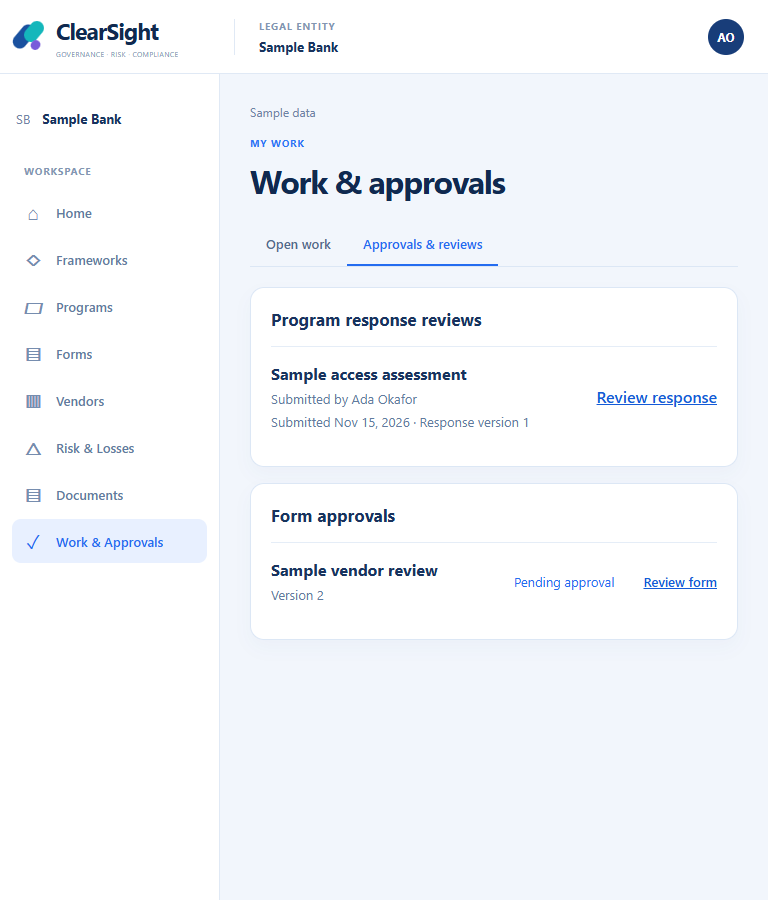 ClearSight
GOVERNANCE · RISK · COMPLIANCE
LEGAL ENTITY
Sample Bank
AO
SB Sample Bank
WORKSPACE
Home
Frameworks
Programs
Forms
Vendors
Risk & Losses
Documents
Work & Approvals
Sample data
MY WORK
Work & approvals
Open work
Approvals & reviews
Program response reviews
Sample access assessment
Submitted by Ada Okafor
Submitted Nov 15, 2026 · Response version 1
Review response
Form approvals
Sample vendor review
Version 2
Pending approval
Review form